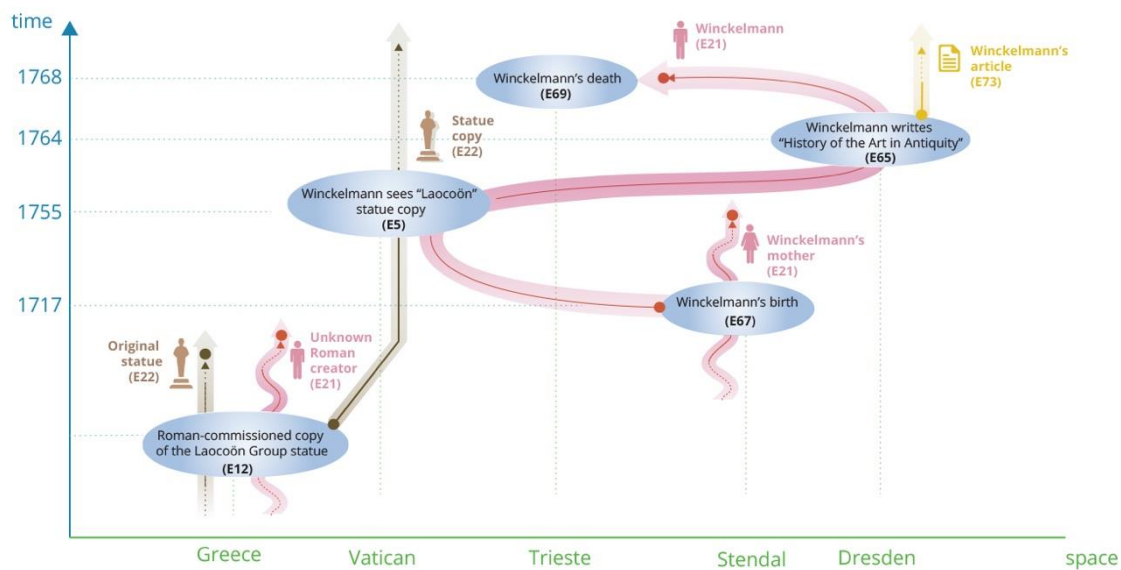 time
1768
1764
1755
1717
Winckelmann
(E21)
Winckelmann's death
(E69)
Winckelmann's
article
(E73)
Statue
copy
(E22)
Winckelmann writtes
"History of the Art in Antiquity"
(E65)
Winckelmann sees "Laocoön"
statue copy
(E5)
Winckelmann's
mother
(E21)
Winckelmann's birth
(E67)
Original
statue
(E22)
Unknown
Roman
creator
(E21)
Roman-commissioned copy
of the Laocoön Group statue
(E12)
Greece
Vatican
Trieste
Stendal
Dresden
space